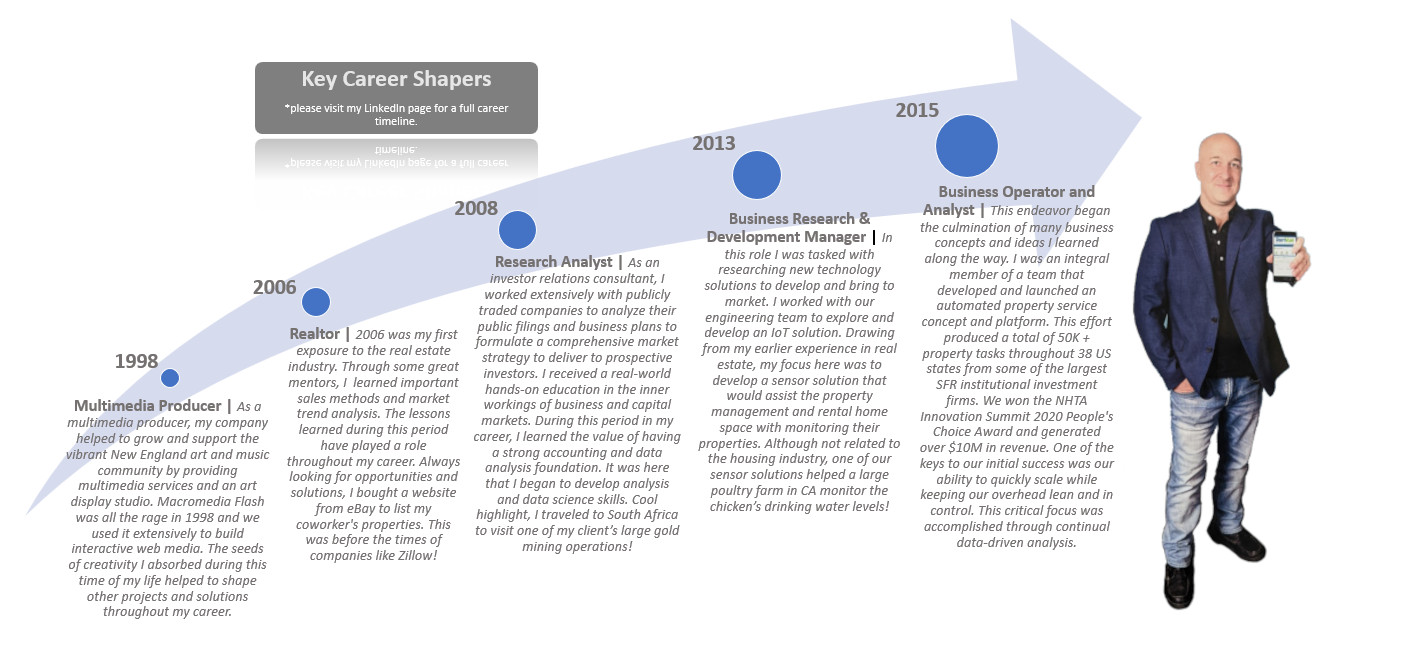 Key Career Shapers
*please visit my LinkedIn page for a full career
timeline.
1998
Multimedia Producer | As a
multimedia producer, my company
helped to grow and support the
vibrant New England art and music
community by providing
multimedia services and an art
display studio. Macromedia Flash
was all the rage in 1998 and we
used it extensively to build
interactive web media. The seeds
of creativity I absorbed during this
time of my life helped to shape
other projects and solutions
throughout my career.
2006
Realtor | 2006 was my first
exposure to the real estate
industry. Through some great
mentors, I learned important
sales methods and market
trend analysis. The lessons
learned during this period
have played a role
throughout my career. Always
looking for opportunities and
solutions, I bought a website
from eBay to list my
coworker's properties. This
was before the times of
companies like Zillow!
2008
Research Analyst | As an
investor relations consultant, I
worked extensively with publicly
traded companies to analyze their
public filings and business plans to
formulate a comprehensive market
strategy to deliver to prospective
investors. I received a real-world
hands-on education in the inner
workings of business and capital
markets. During this period in my
career, I learned the value of having
a strong accounting and data
analysis foundation. It was here
that I began to develop analysis
and data science skills. Cool
highlight, I traveled to South Africa
to visit one of my client's large gold
mining operations!
2013
Business Research &
Development Manager | In
this role I was tasked with
researching new technology
solutions to develop and bring to
market. I worked with our
engineering team to explore and
develop an IoT solution. Drawing
from my earlier experience in real
estate, my focus here was to
develop a sensor solution that
would assist the property
management and rental home
space with monitoring their
properties. Although not related to
the housing industry, one of our
sensor solutions helped a large
poultry farm in CA monitor the
chicken's drinking water levels!
2015
Business Operator and
Analyst | This endeavor began
the culmination of many business
concepts and ideas I learned
along the way. I was an integral
member of a team that
developed and launched an
automated property service
concept and platform. This effort
produced a total of 50K +
property tasks throughout 38 US
states from some of the largest
SFR institutional investment
firms. We won the NHTA
Innovation Summit 2020 People's
Choice Award and generated
over $10M in revenue. One of the
keys to our initial success was our
ability to quickly scale while
keeping our overhead lean and in
control. This critical focus was
accomplished through continual
data-driven analysis.